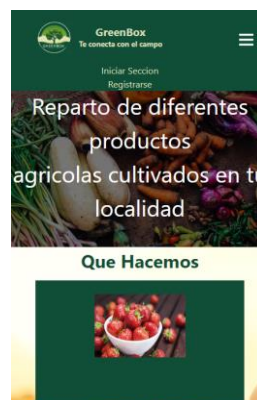 GreenBox
Te conecta con el campo
Iniciar Seccion
Registrarse
Reparto de diferentes
productos
agricolas cultivados en tu
localidad
Que Hacemos